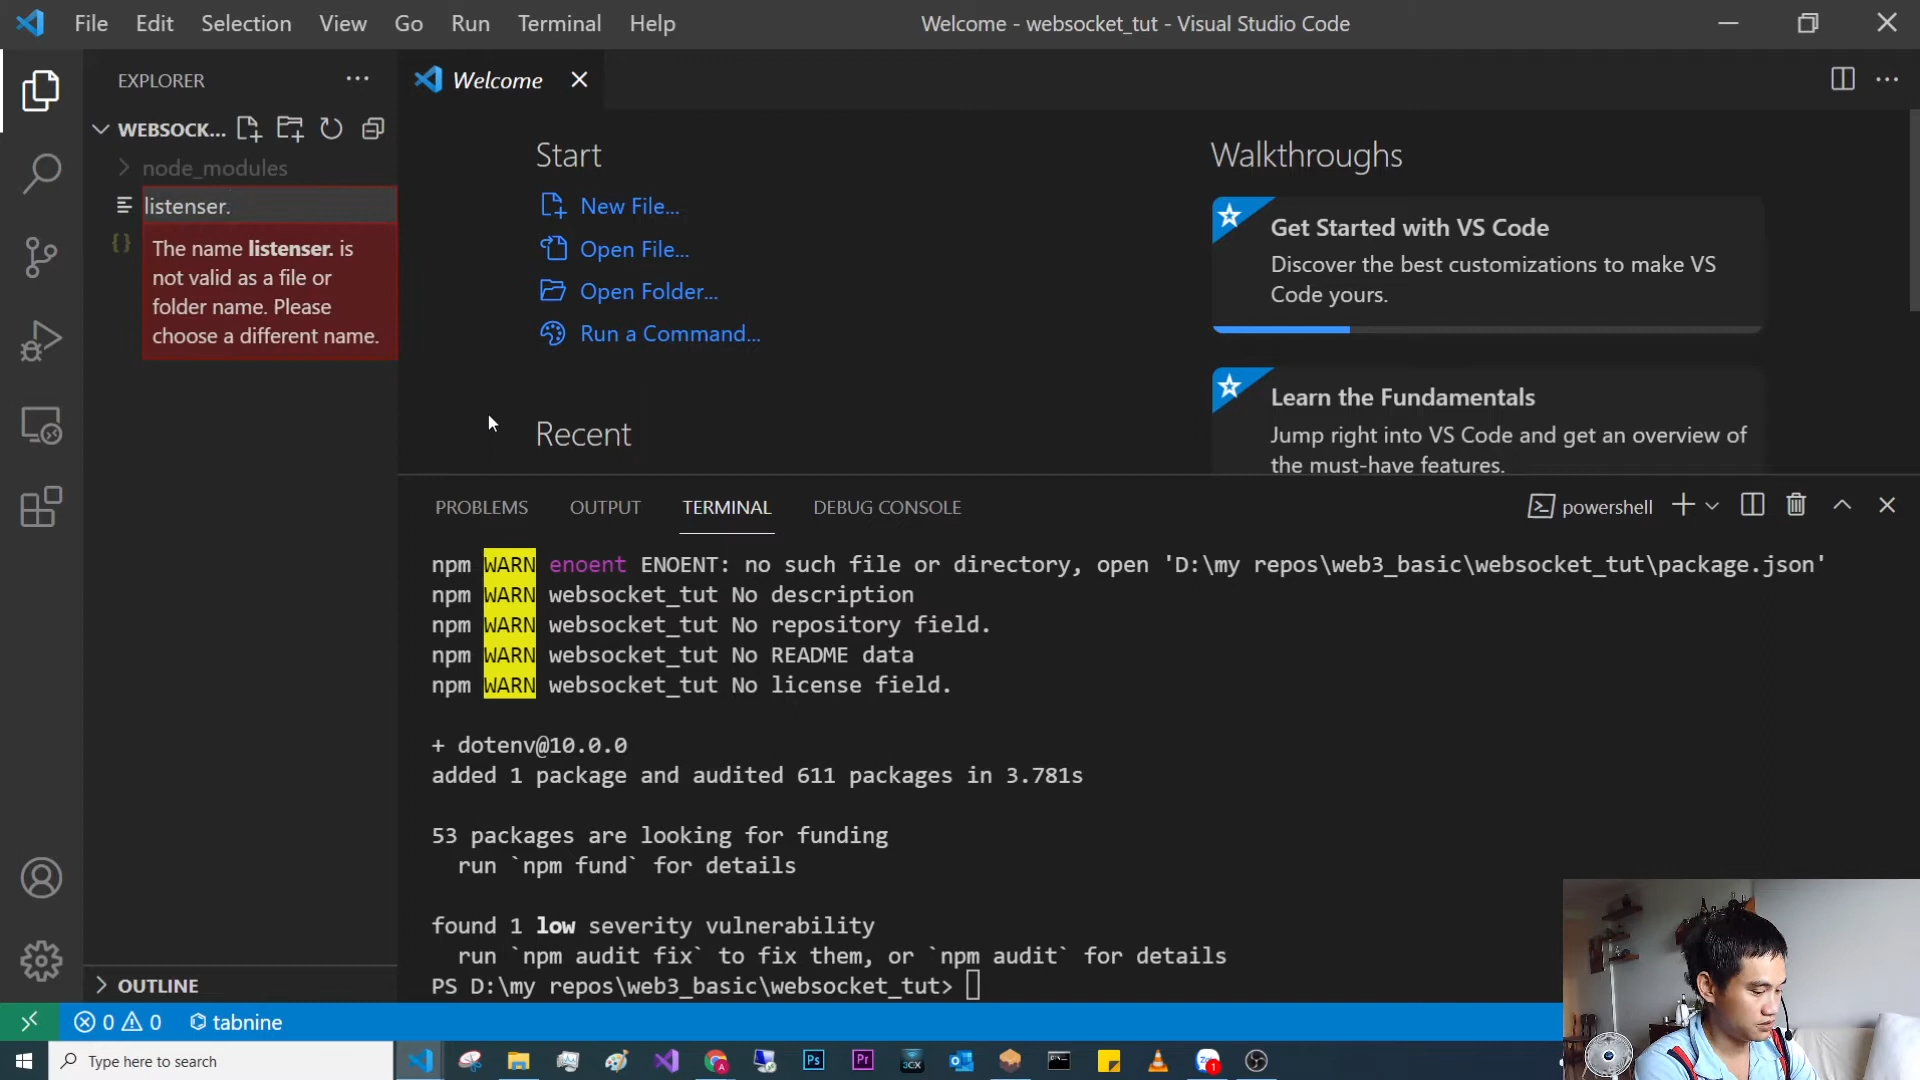 File Edit Selection View Go Run Terminal Help
Welcome - websocket_tut - Visual Studio Code
EXPLORER
Welcome
WEBSOCK...
node_modules
listenser.
The name listenser. is
not valid as a file or
folder name. Please
choose a different name.
Start
New File...
Open File...
Open Folder...
Run a Command...
Recent
Walkthroughs
Get Started with VS Code
Discover the best customizations to make VS
Code yours.
Learn the Fundamentals
Jump right into VS Code and get an overview of
the must-have features.
PROBLEMS OUTPUT TERMINAL DEBUG CONSOLE
powershell
npm WARN enoent ENOENT: no such file or directory, open 'D:\my repos\web3_basic\websocket_tut\package.json'
npm WARN websocket_tut No description
npm WARN websocket_tut No repository field.
npm WARN websocket_tut No README data
npm WARN websocket_tut No license field.
+ dotenv@10.0.0
added 1 package and audited 611 packages in 3.781s
53 packages are looking for funding
run `npm fund` for details
found 1 low severity vulnerability
run `npm audit fix` to fix them, or `npm audit` for details
PS D:\my repos\web3_basic\websocket_tut>
OUTLINE
0 0 tabnine
Type here to search
A
Ps
Pr
3CX
1